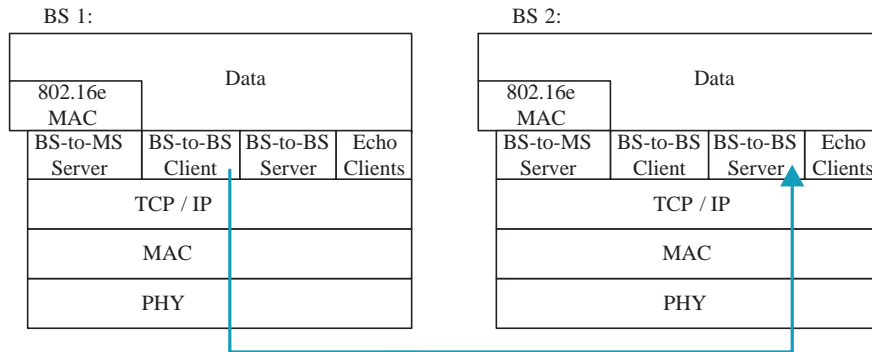 BS 1:
Data
802.16e
MAC
BS-to-MS
Server
BS-to-BS
Client
BS-to-BS
Server
Echo
Clients
TCP / IP
MAC
PHY
BS 2:
Data
802.16e
MAC
BS-to-MS
Server
BS-to-BS
Client
BS-to-BS
Server
Echo
Clients
TCP / IP
MAC
PHY